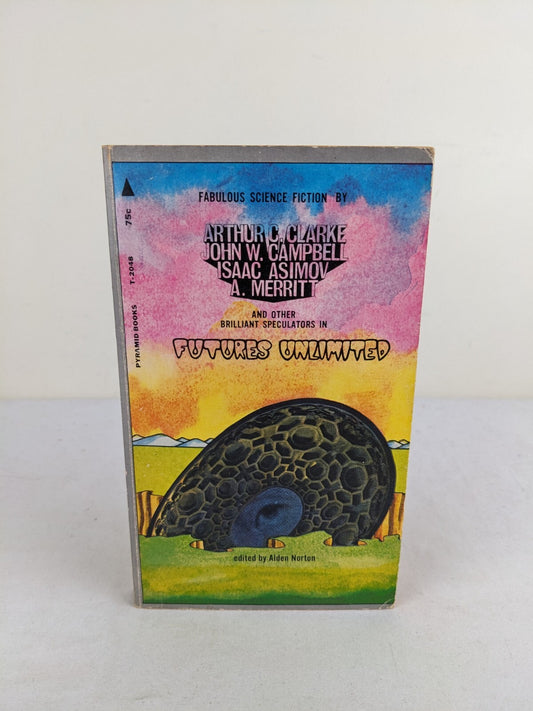 FABULOUS SCIENCE FICTION BY
ARTHUR C. CLARKE
JOHN W. CAMPBELL
ISAAC ASIMOV
A. MERRITT
AND OTHER
BRILLIANT SPECULATORS IN
FUTURES UNLIMITED
edited by Alden Norton
PYRAMID BOOKS T-2048 75c